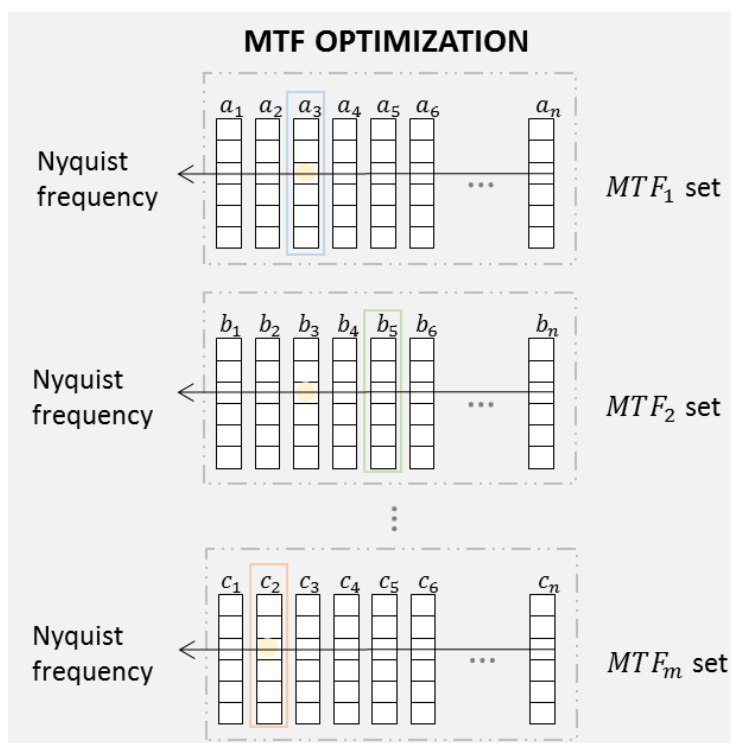 MTF OPTIMIZATION
a₁ a₂ a₃ a₄ a₅ a₆ aₙ
Nyquist
frequency
...
MTF₁ set
b₁ b₂ b₃ b₄ b₅ b₆ bₙ
Nyquist
frequency
...
MTF₂ set
⋮
c₁ c₂ c₃ c₄ c₅ c₆ cₙ
Nyquist
frequency
...
MTFₘ set